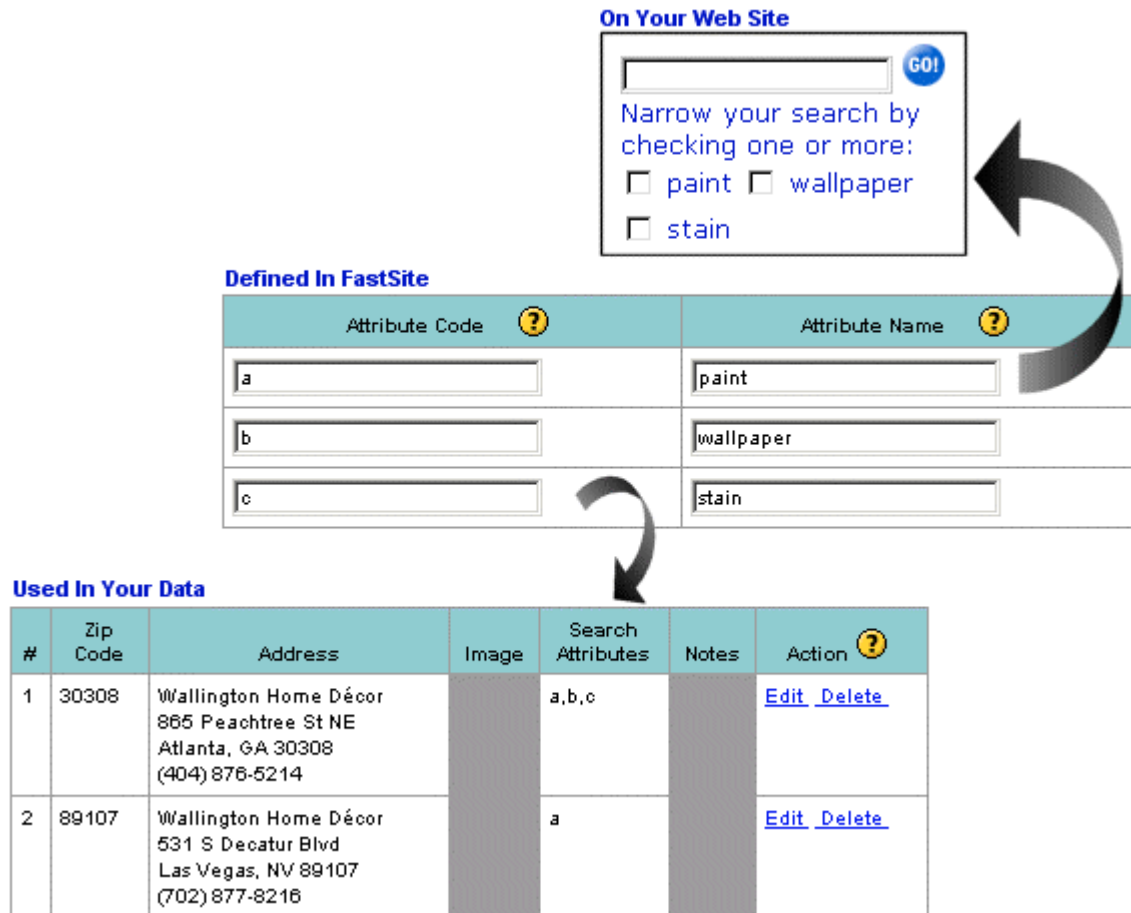 On Your Web Site
GO!
Narrow your search by
checking one or more:
paint wallpaper
stain
Defined In FastSite
Attribute Code ? Attribute Name ?
a paint
b wallpaper
c stain
Used In Your Data
# Zip Code Address Image Search Attributes Notes Action ?
1 30308 Wallington Home Décor a,b,c Edit Delete
865 Peachtree St NE
Atlanta, GA 30308
(404) 876-5214
2 89107 Wallington Home Décor a Edit Delete
531 S Decatur Blvd
Las Vegas, NV 89107
(702) 877-8216